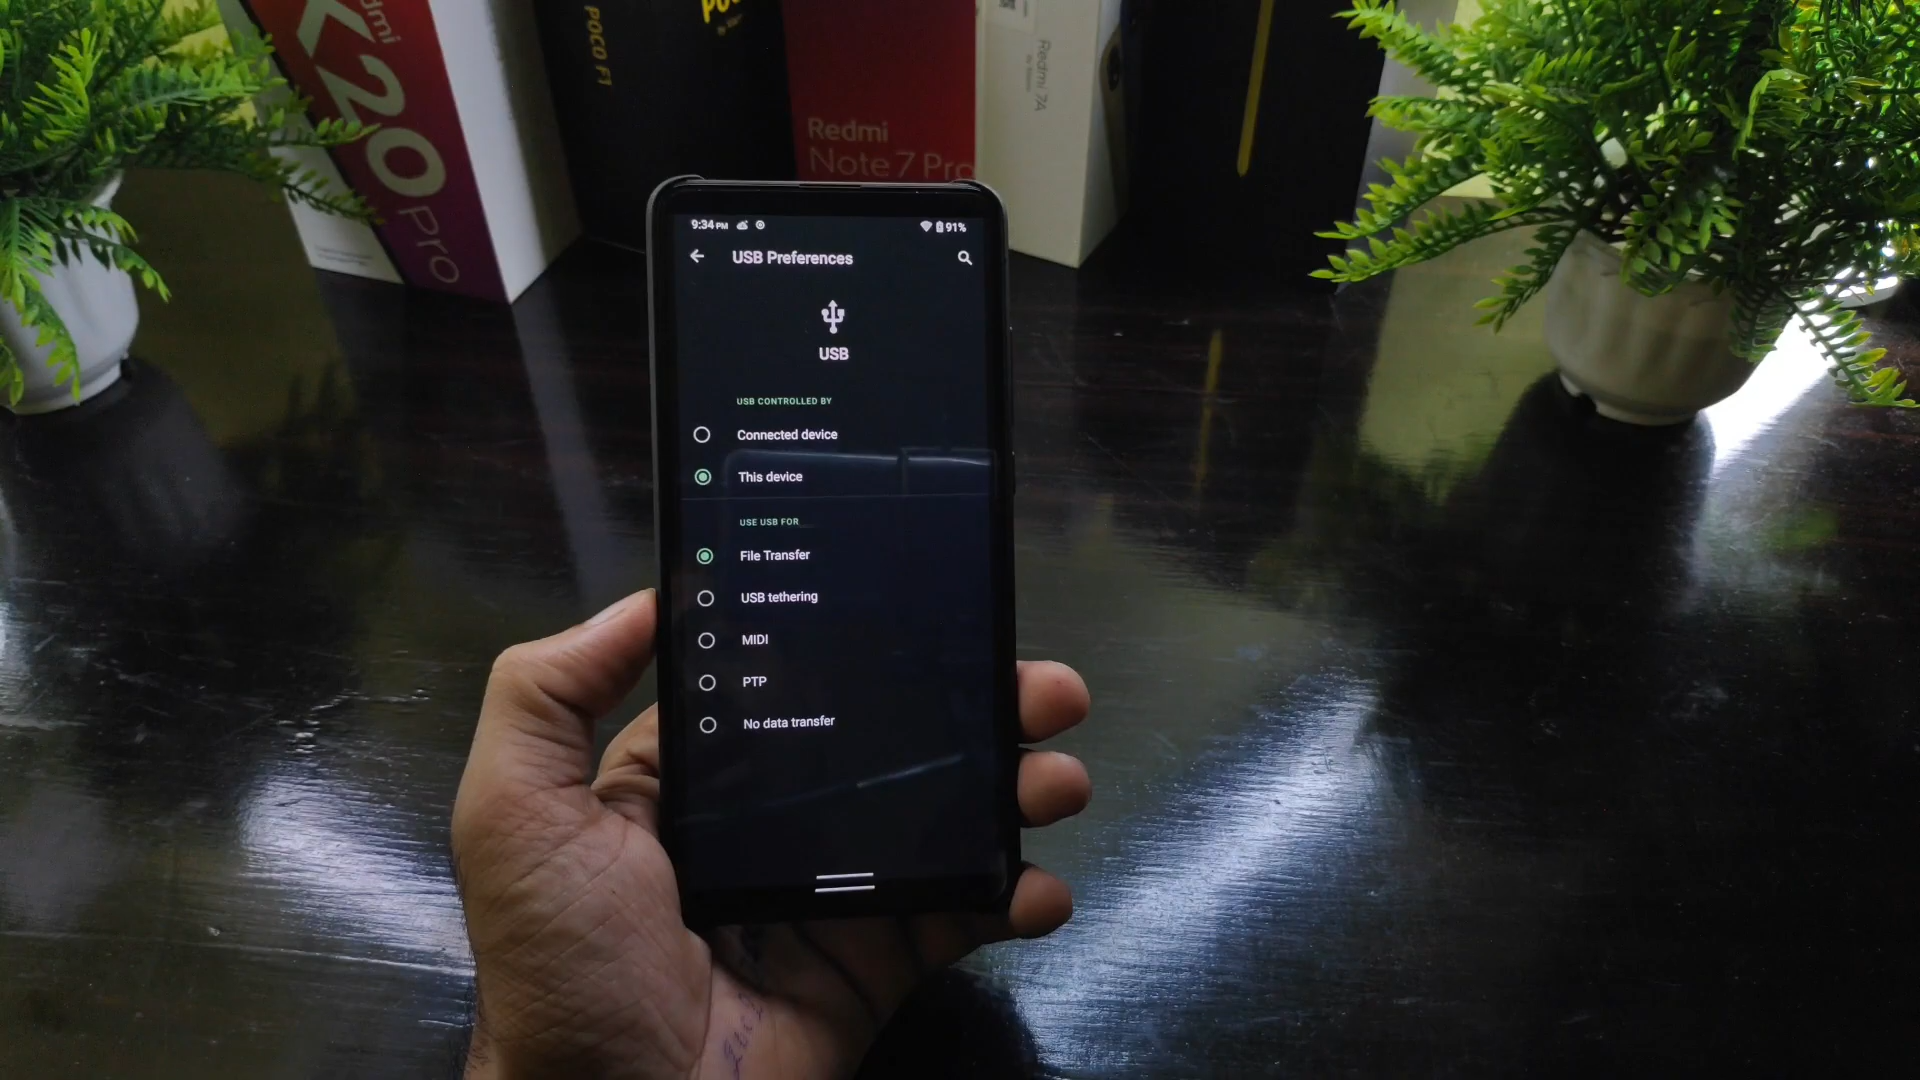 Redmi
K20 PRO
POCO F1
Redmi
Note 7 Pro
Redmi 7A
9:34 PM
91%
USB Preferences
USB
USB CONTROLLED BY
Connected device
This device
USE USB FOR
File Transfer
USB tethering
MIDI
PTP
No data transfer